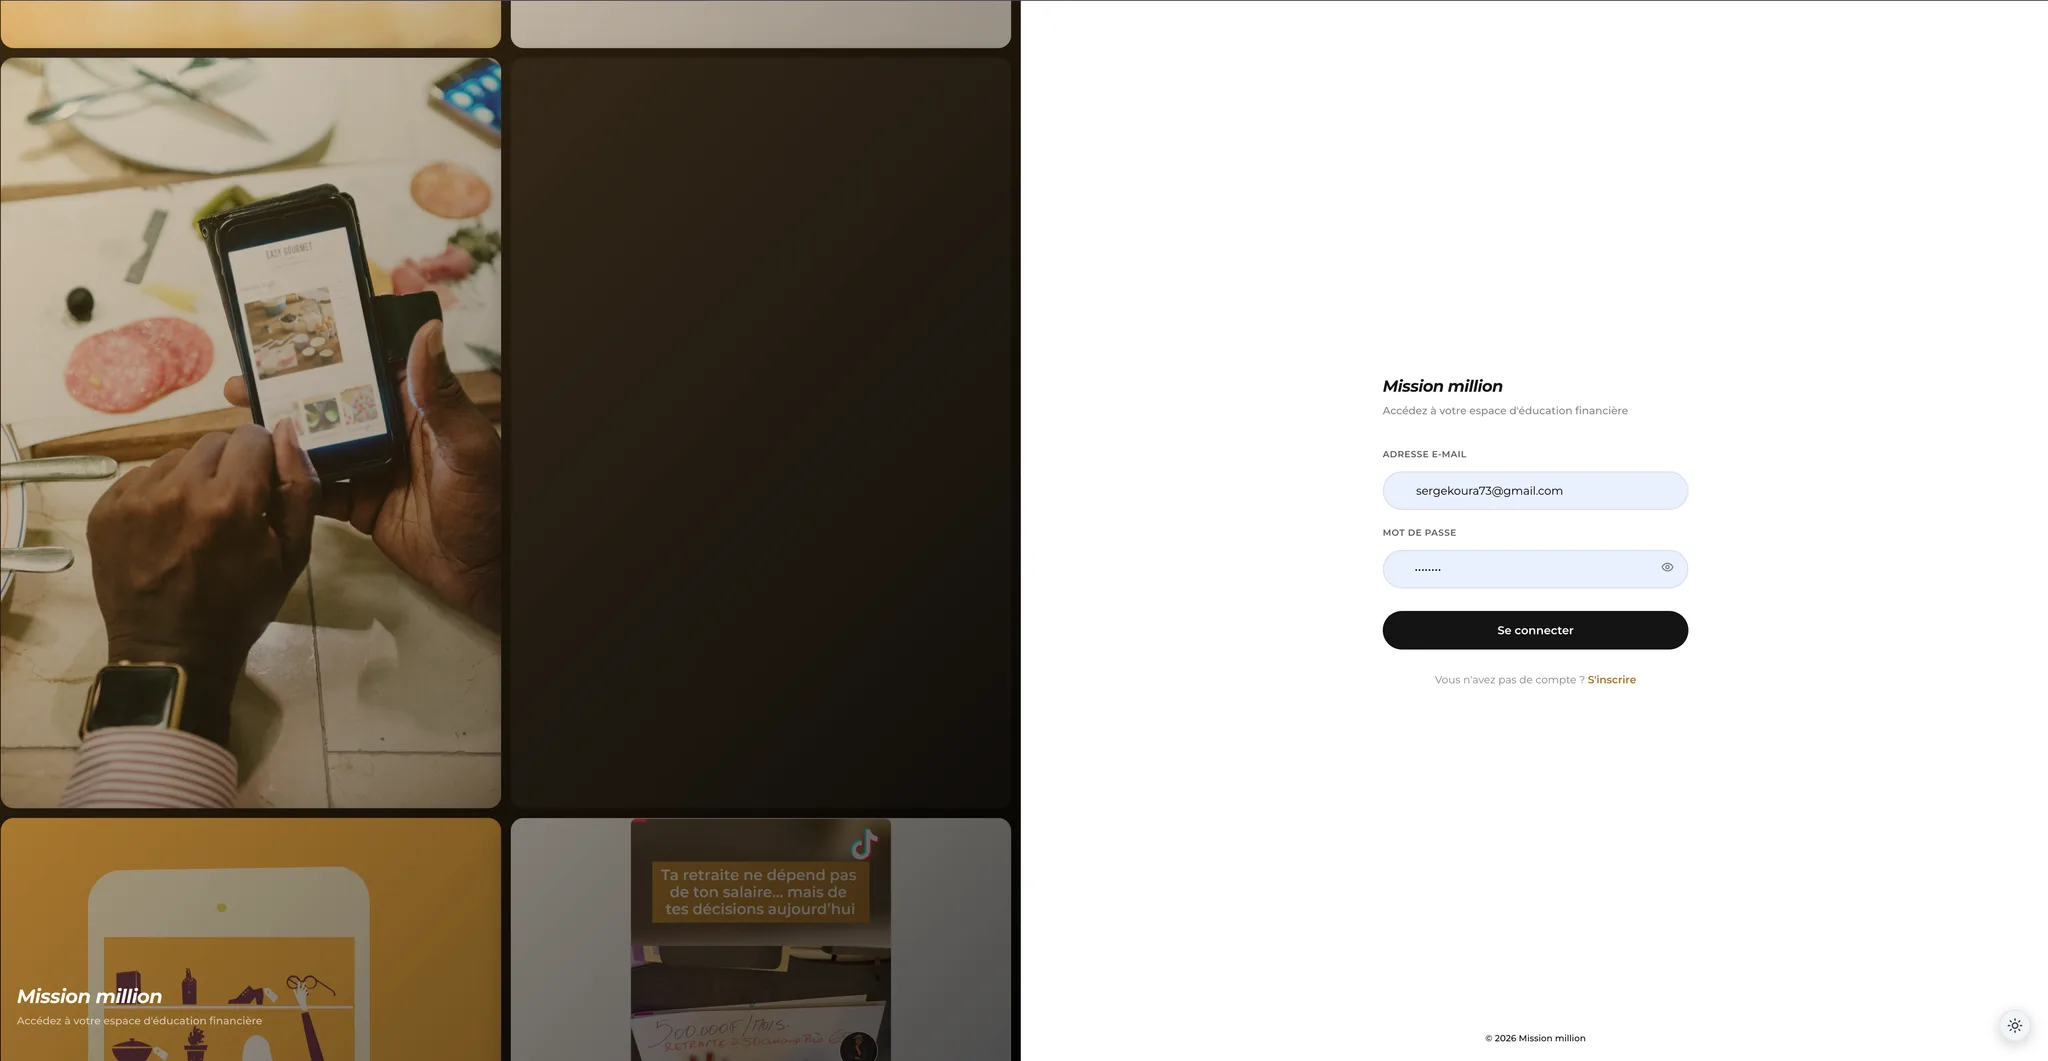 EASY GOURMET
Ta retraite ne dépend pas
de ton salaire... mais de
tes décisions aujourd'hui
500.000F / MOIS.
Mission million
Accédez à votre espace d'éducation financière
Mission million
Accédez à votre espace d'éducation financière
ADRESSE E-MAIL
sergekoura73@gmail.com
MOT DE PASSE
Se connecter
Vous n'avez pas de compte ? S'inscrire
© 2026 Mission million